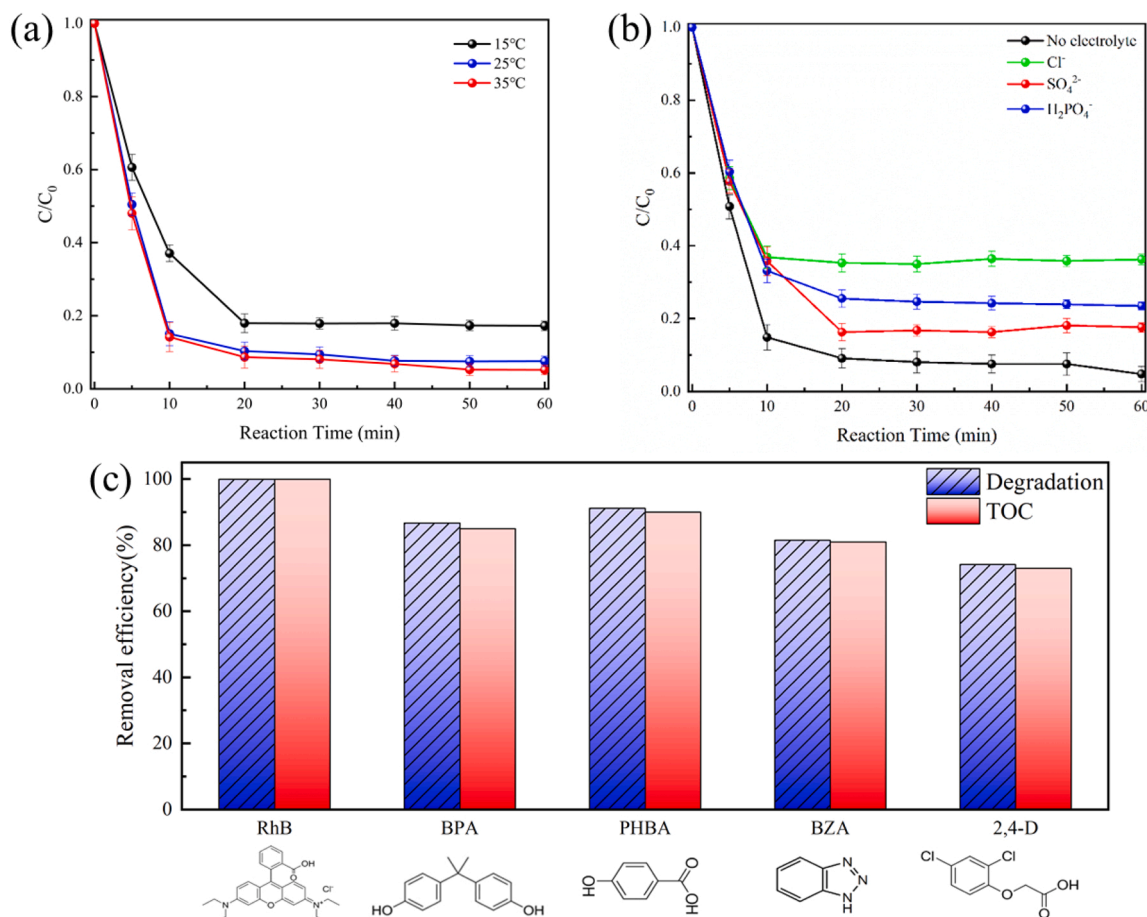 (a)
1.0
0.8
0.6
0.4
0.2
0.0
C/C₀
15°C
25°C
35°C
0 10 20 30 40 50 60
Reaction Time (min)
(b)
1.0
0.8
0.6
0.4
0.2
0.0
C/C₀
No electrolyte
Cl⁻
SO₄²⁻
H₂PO₄⁻
0 10 20 30 40 50 60
Reaction Time (min)
(c)
100
80
60
40
20
0
Removal efficiency(%)
Degradation
TOC
RhB BPA PHBA BZA 2,4-D
OH
O
Cl⁻
N O N⁺
HO OH
HO O OH
N N N H
Cl Cl O O OH